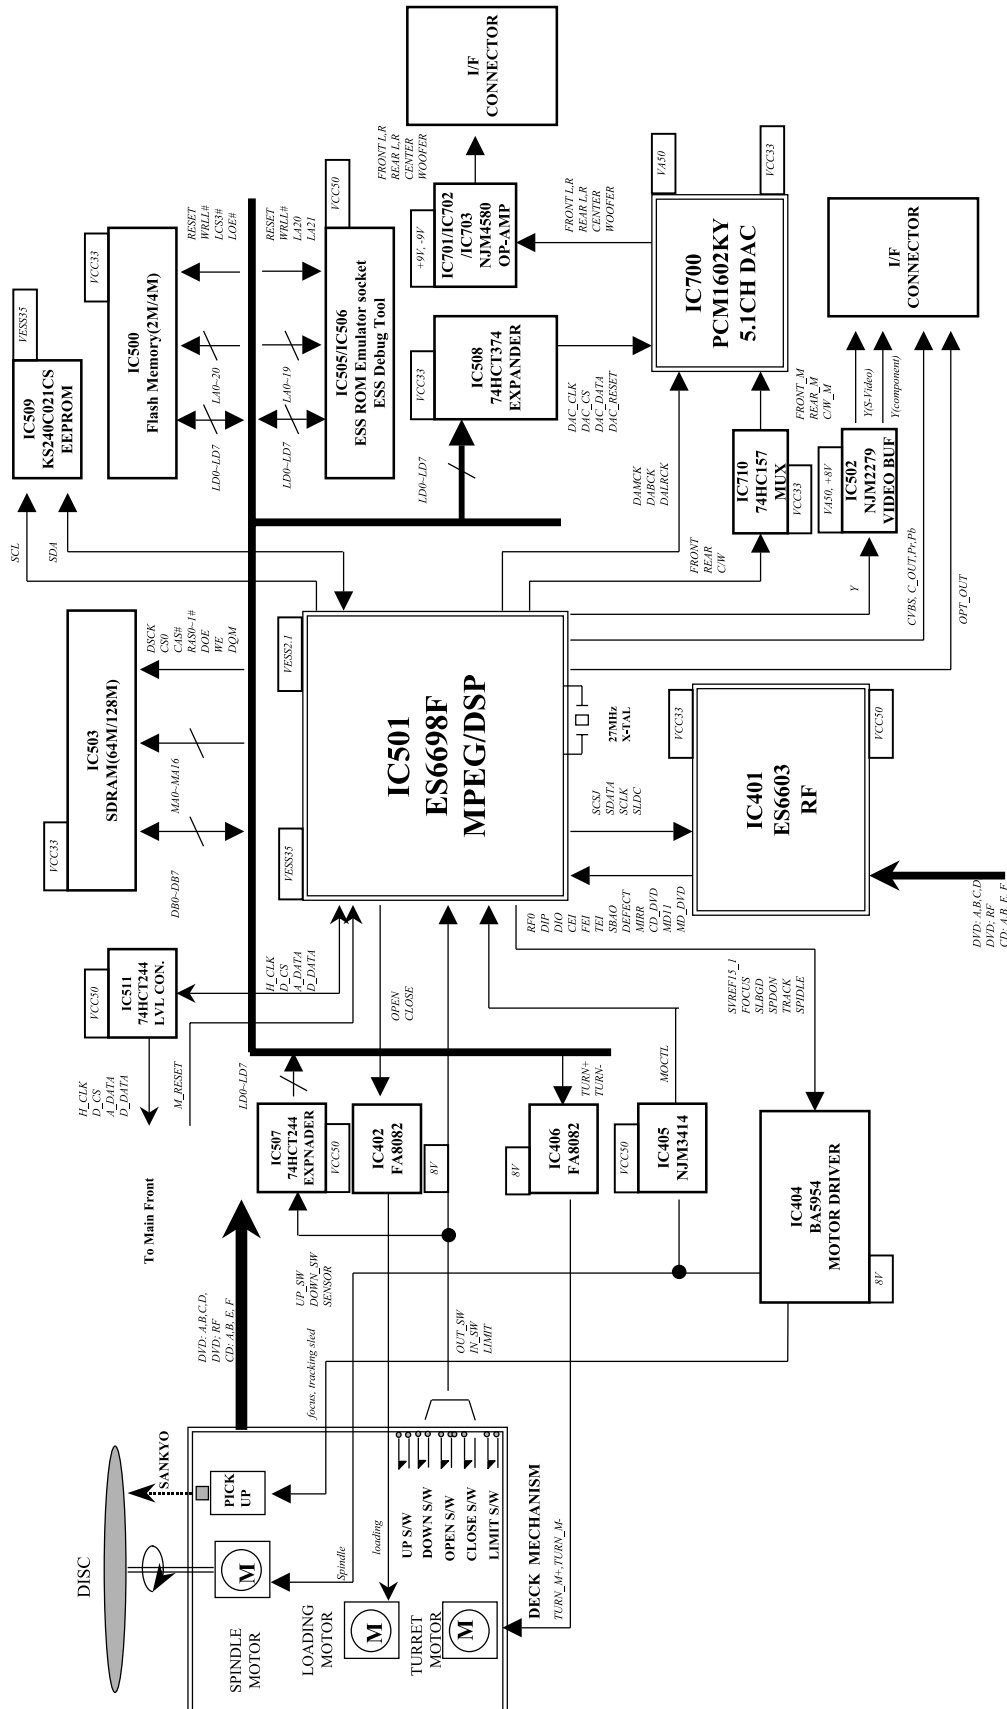 DISC
SANKYO
PICK
UP
SPINDLE
MOTOR
M
LOADING
MOTOR
M
TURRET
MOTOR
M
UP S/W
DOWN S/W
OPEN S/W
CLOSE S/W
LIMIT S/W
DECK MECHANISM
TURN_M+,TURN_M-
Spindle
loading
focus, tracking sled
DVD: A,B,C,D,
DVD; RF
CD: A,B, E, F
To Main Front
UP_SW
DOWN_SW
SENSOR
OUT_SW
IN_SW
LIMIT
H_CLK
D_CS
A_DATA
D_DATA
M_RESET
VCC50
IC511
74HCT244
LVL CON.
LD0~LD7
IC507
74HCT244
EXPNADER
VCC50
IC402
FA8082
8V
OPEN
CLOSE
H_CLK
D_CS
A_DATA
D_DATA
8V
IC406
FA8082
TURN+
TURN-
VCC50
IC405
NJM3414
MOCTL
IC404
BA5954
MOTOR DRIVER
8V
SVREF15_1
FOCUS
SLBGD
SPDON
TRACK
SPIDLE
VCC33
IC503
SDRAM(64M/128M)
DB0~DB7
MA0~MA16
DSCK
CS0
CAS#
RAS0~1#
DOE
WE
DQM
VESS35
VESS2.1
IC501
ES6698F
MPEG/DSP
27MHz
X-TAL
RF0
DIP
DIO
CEI
FEI
TEI
SBAO
DEFECT
MIRR
CD_DVD
MD11
MD_DVD
SCSJ
SDATA
SCLK
SLDC
VCC33
IC401
ES6603
RF
VCC50
DVD: A,B,C,D
DVD; RF
CD: A,B, E, F
SCL
SDA
VESS35
IC509
KS240C021CS
EEPROM
VCC33
IC500
Flash Memory(2M/4M)
LD0~LD7
LA0~20
RESET
WRLL#
LCS3#
LOE#
VCC50
IC505/IC506
ESS ROM Emulator socket
ESS Debug Tool
LD0~LD7
LA0~19
RESET
WRLL#
LA20
LA21
LD0~LD7
VCC33
IC508
74HCT374
EXPANDER
DAC_CLK
DAC_CS
DAC_DATA
DAC_RESET
DAMCK
DABCK
DALRCK
FRONT
REAR
C/W
IC710
74HC157
MUX
VCC33
FRONT_M
REAR_M
C/W_M
Y
VA50, +8V
IC502
NJM2279
VIDEO BUF
Y(S-Video)
Y(component)
CVBS, C_OUT,Pr,Pb
OPT_OUT
VA50
VCC33
IC700
PCM1602KY
5.1CH DAC
FRONT L,R
REAR L,R
CENTER
WOOFER
+9V, -9V
IC701/IC702
/IC703
NJM4580
OP-AMP
FRONT L,R
REAR L,R
CENTER
WOOFER
I/F
CONNECTOR
I/F
CONNECTOR